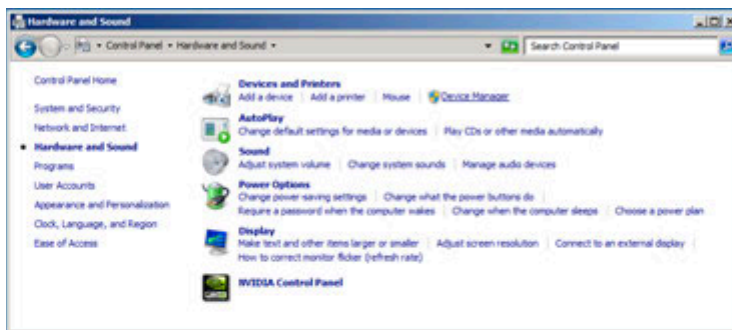 Hardware and Sound
Control Panel Hardware and Sound
Search Control Panel
Control Panel Home
System and Security
Network and Internet
Hardware and Sound
Programs
User Accounts
Appearance and Personalization
Clock, Language, and Region
Ease of Access
Devices and Printers
Add a device Add a printer Mouse Device Manager
AutoPlay
Change default settings for media or devices Play CDs or other media automatically
Sound
Adjust system volume Change system sounds Manage audio devices
Power Options
Change power-saving settings Change what the power buttons do
Require a password when the computer wakes Change when the computer sleeps Choose a power plan
Display
Make text and other items larger or smaller Adjust screen resolution Connect to an external display
How to correct monitor flicker (refresh rate)
NVIDIA Control Panel